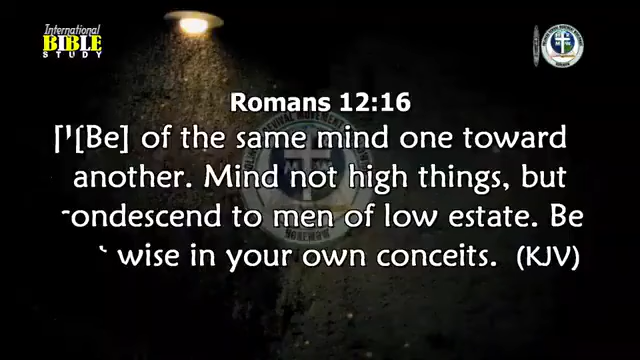 International
BIBLE
STUDY
Romans 12:16
[Be] of the same mind one toward
another. Mind not high things, but
ondescend to men of low estate. Be
wise in your own conceits. (KJV)